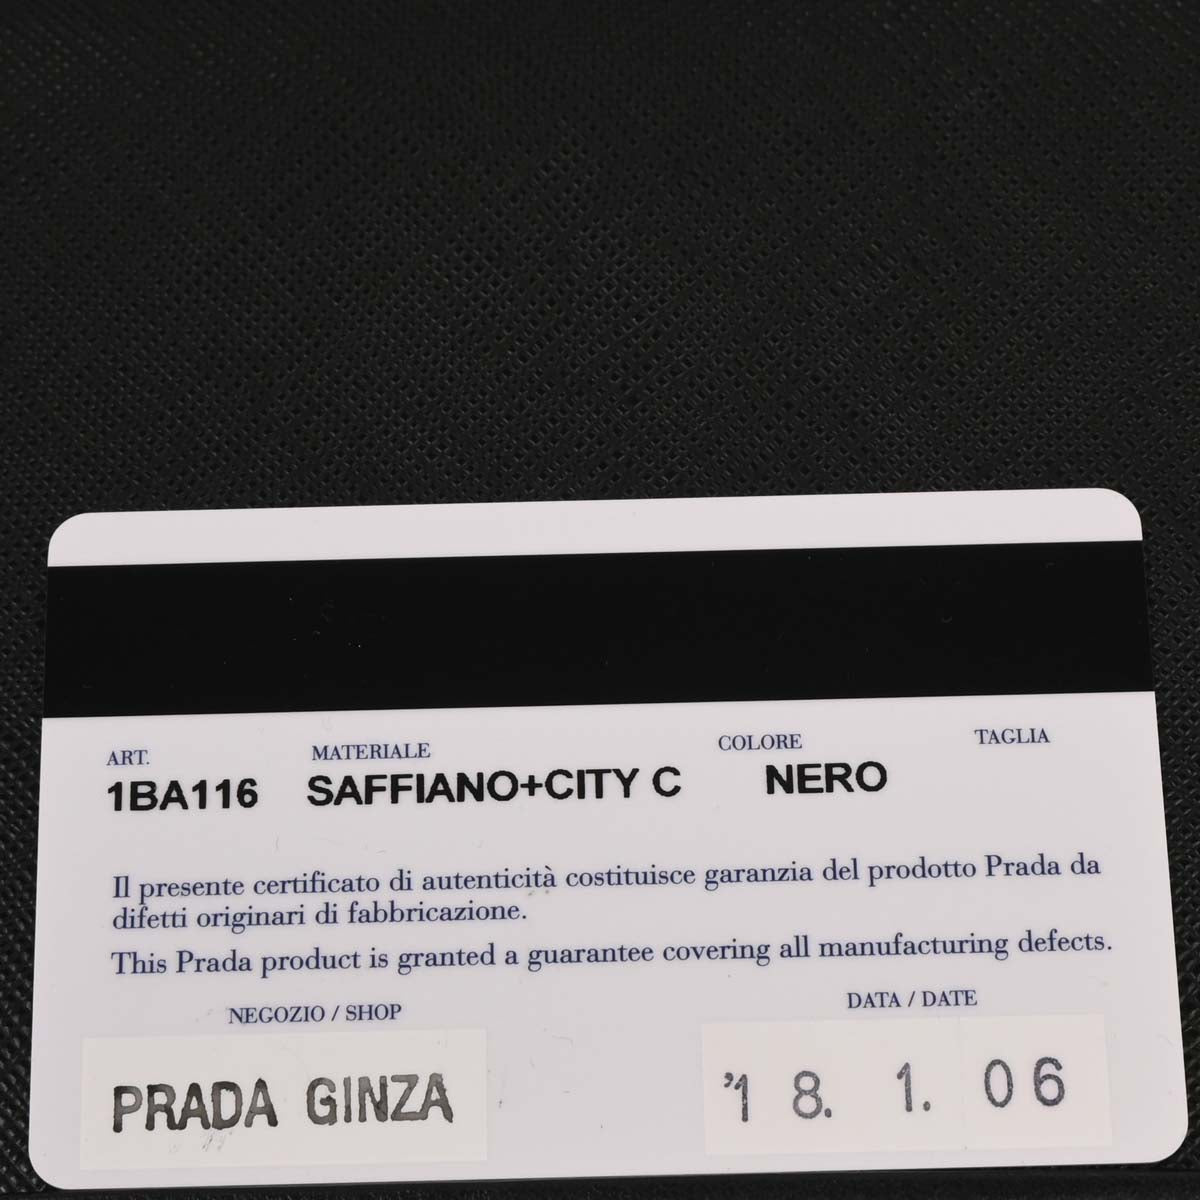 ART. MATERIALE COLORE TAGLIA
1BA116 SAFFIANO+CITY C NERO
Il presente certificato di autenticità costituisce garanzia del prodotto Prada da
difetti originari di fabbricazione.
This Prada product is granted a guarantee covering all manufacturing defects.
NEGOZIO / SHOP DATA / DATE
PRADA GINZA '18. 1. 06